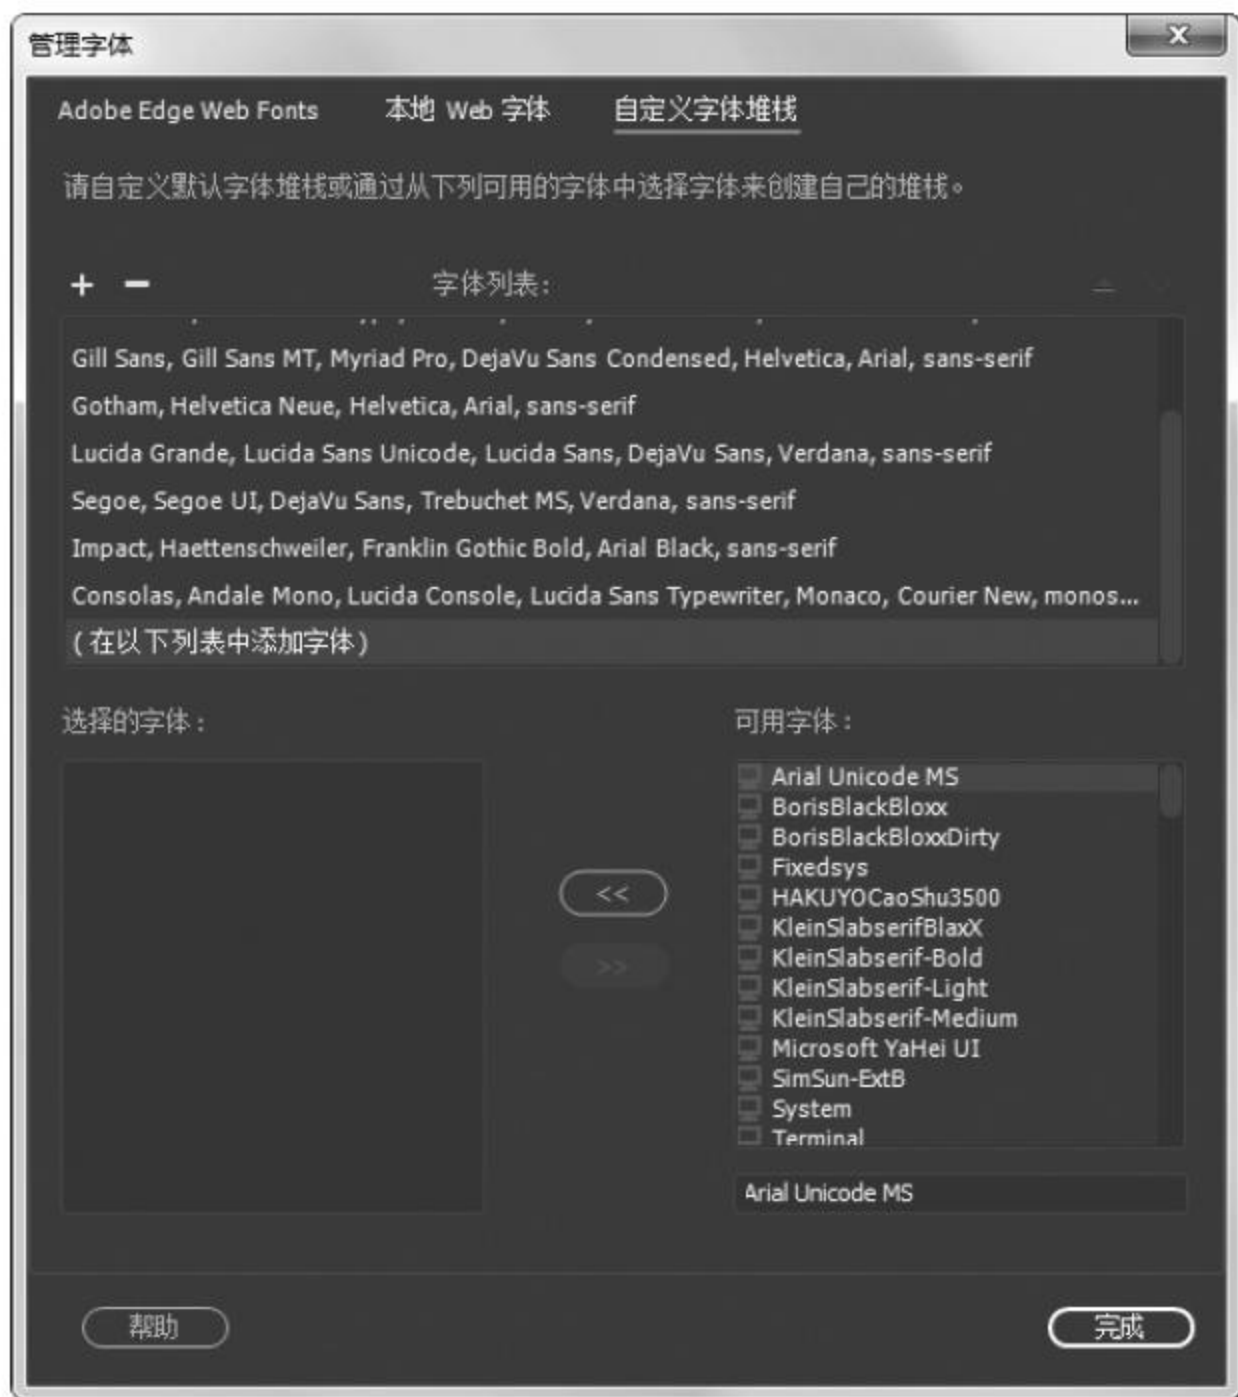 管理字体
Adobe Edge Web Fonts 本地 Web 字体 自定义字体堆栈
请自定义默认字体堆栈或通过从下列可用的字体中选择字体来创建自己的堆栈。
字体列表:
Gill Sans, Gill Sans MT, Myriad Pro, DejaVu Sans Condensed, Helvetica, Arial, sans-serif
Gotham, Helvetica Neue, Helvetica, Arial, sans-serif
Lucida Grande, Lucida Sans Unicode, Lucida Sans, DejaVu Sans, Verdana, sans-serif
Segoe, Segoe UI, DejaVu Sans, Trebuchet MS, Verdana, sans-serif
Impact, Haettenschweiler, Franklin Gothic Bold, Arial Black, sans-serif
Consolas, Andale Mono, Lucida Console, Lucida Sans Typewriter, Monaco, Courier New, monos...
(在以下列表中添加字体)
选择的字体:
可用字体:
Arial Unicode MS
BorisBlackBloxx
BorisBlackBloxxDirty
Fixedsys
HAKUYOCaoShu3500
KleinSlabserifBlaxX
KleinSlabserif-Bold
KleinSlabserif-Light
KleinSlabserif-Medium
Microsoft YaHei UI
SimSun-ExtB
System
Terminal
<<
>>
Arial Unicode MS
帮助
完成